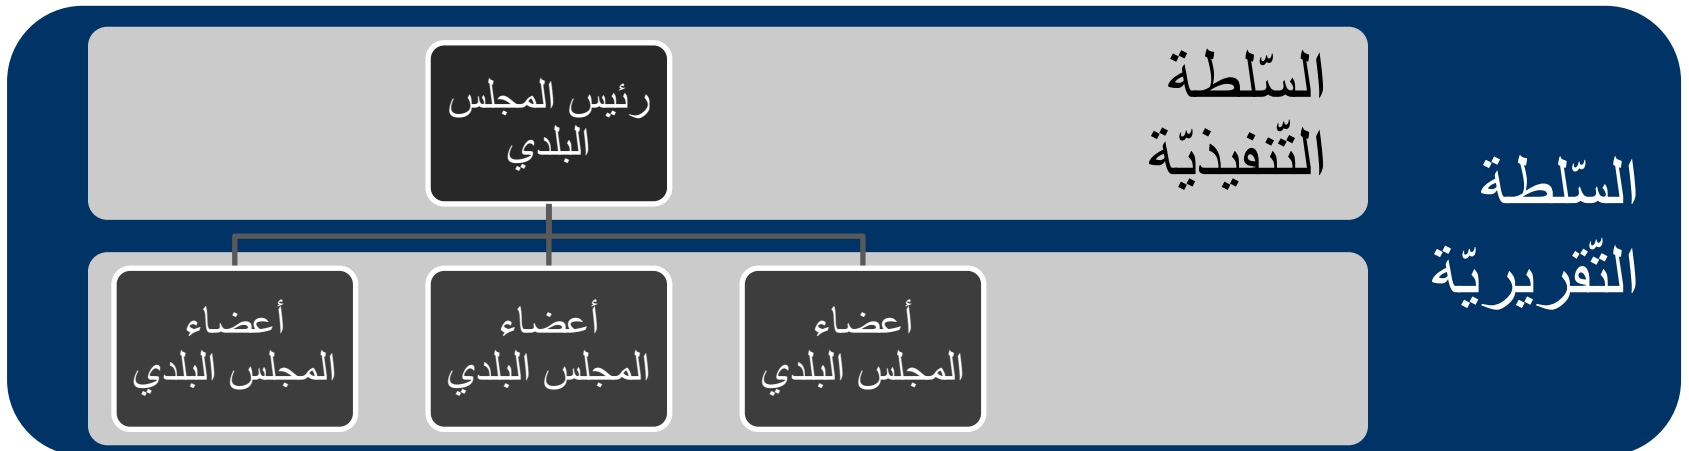 السّلطة
التّقريريّة
السّلطة
التّنفيذيّة
رئيس المجلس
البلدي
أعضاء
المجلس البلدي
أعضاء
المجلس البلدي
أعضاء
المجلس البلدي